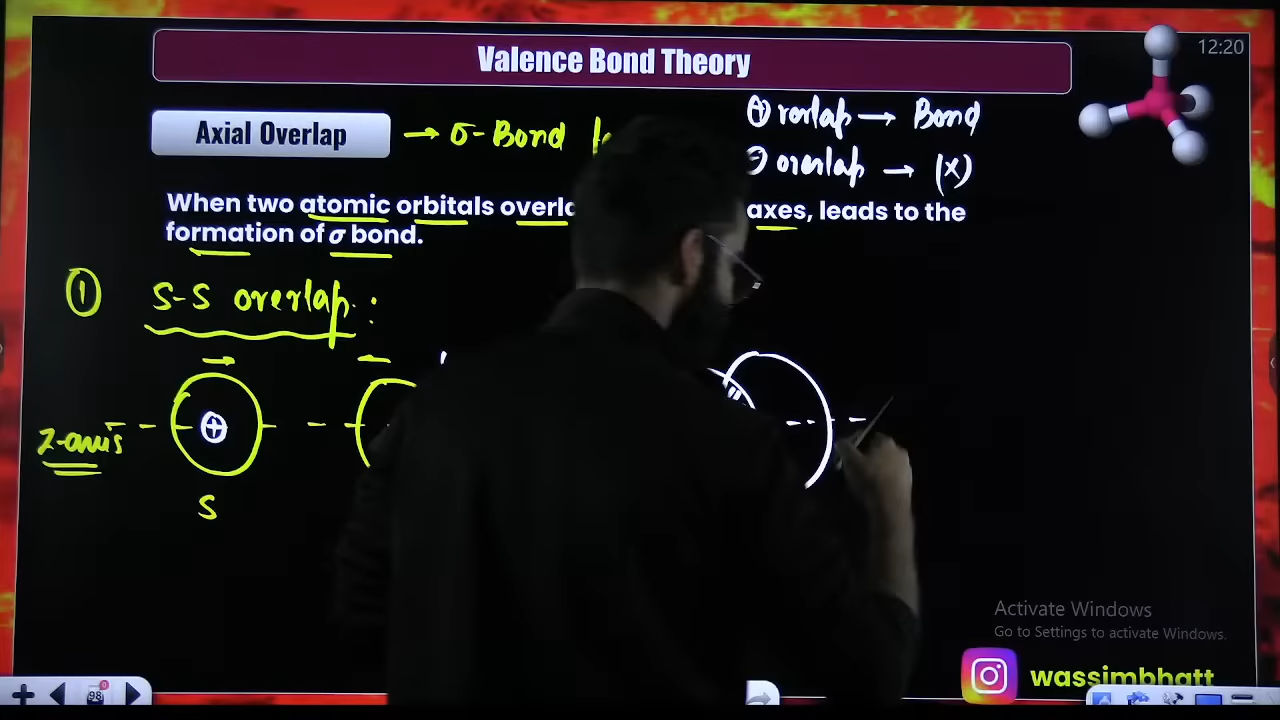 Valence Bond Theory
12:20
Axial Overlap → σ-Bond
⊕ overlap → Bond
⊖ overlap → (X)
When two atomic orbitals axes, leads to the
formation of σ bond.
① S-S overlap :
z-axis
⊕
S
Activate Windows
Go to Settings to activate Windows.
98
wassimbhatt